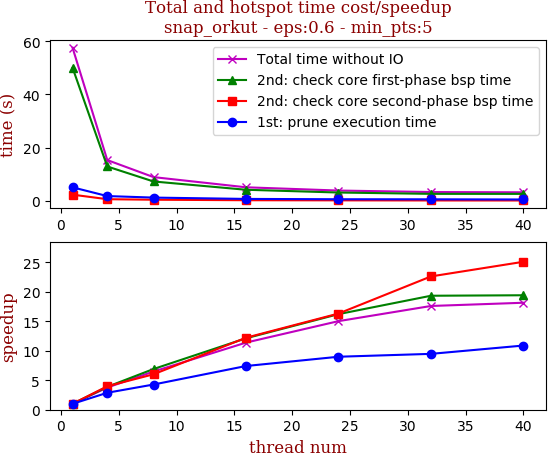 Total and hotspot time cost/speedup
snap_orkut - eps:0.6 - min_pts:5
time (s)
60
40
20
0
Total time without IO
2nd: check core first-phase bsp time
2nd: check core second-phase bsp time
1st: prune execution time
0 5 10 15 20 25 30 35 40
speedup
25
20
15
10
5
0
0 5 10 15 20 25 30 35 40
thread num